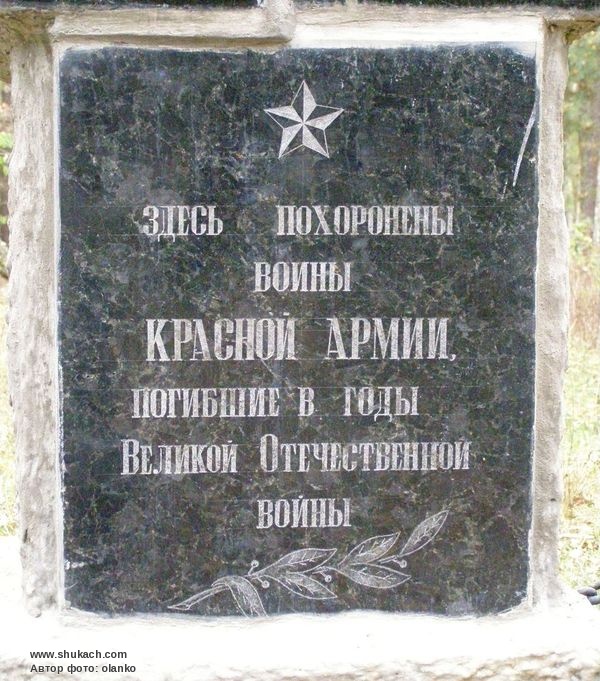 ЗДЕСЬ ПОХОРОНЕНЫ
ВОИНЫ
КРАСНОЙ АРМИИ,
ПОГИБШИЕ В ГОДЫ
ВЕЛИКОЙ ОТЕЧЕСТВЕННОЙ
ВОЙНЫ
www.shukach.com
Автор фото: olanko